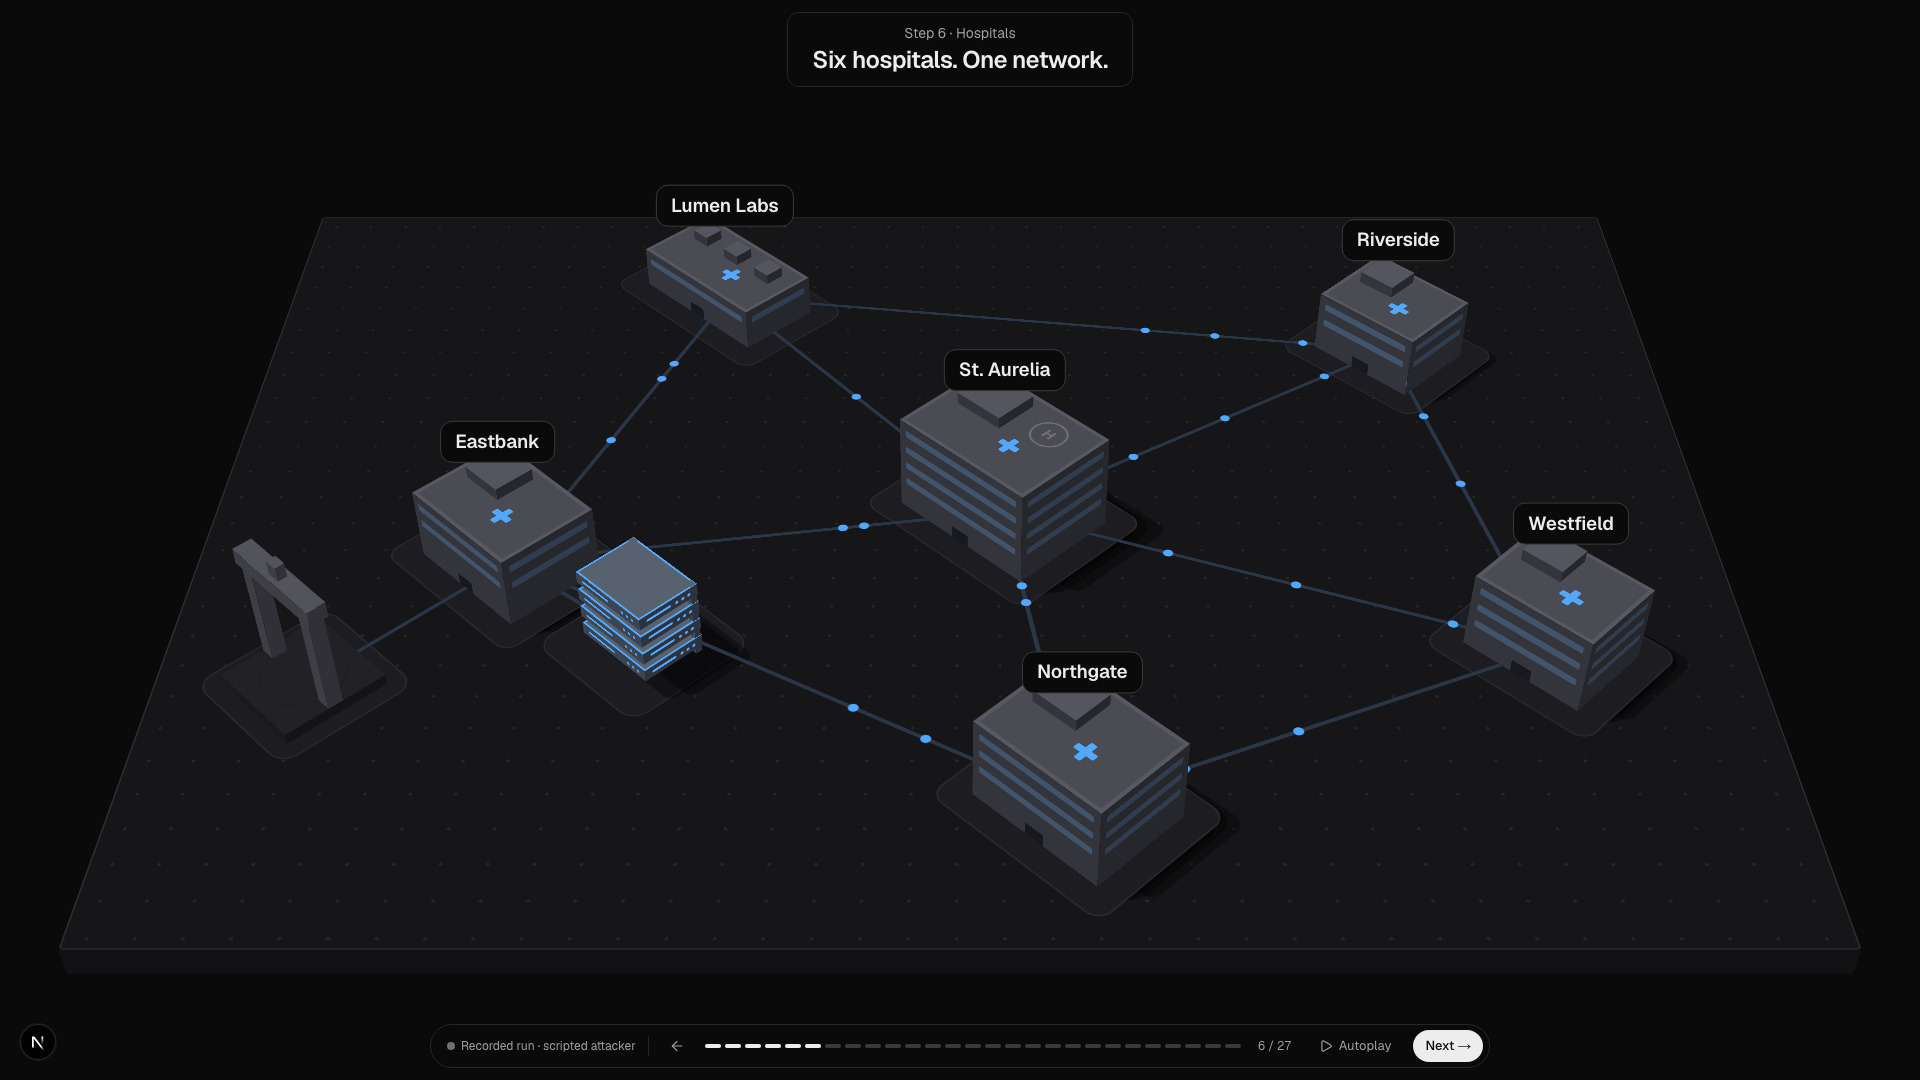 Step 6 · Hospitals
Six hospitals. One network.
Lumen Labs
Riverside
St. Aurelia
H
Eastbank
Westfield
Northgate
N
Recorded run · scripted attacker
←
6 / 27
Autoplay
Next →